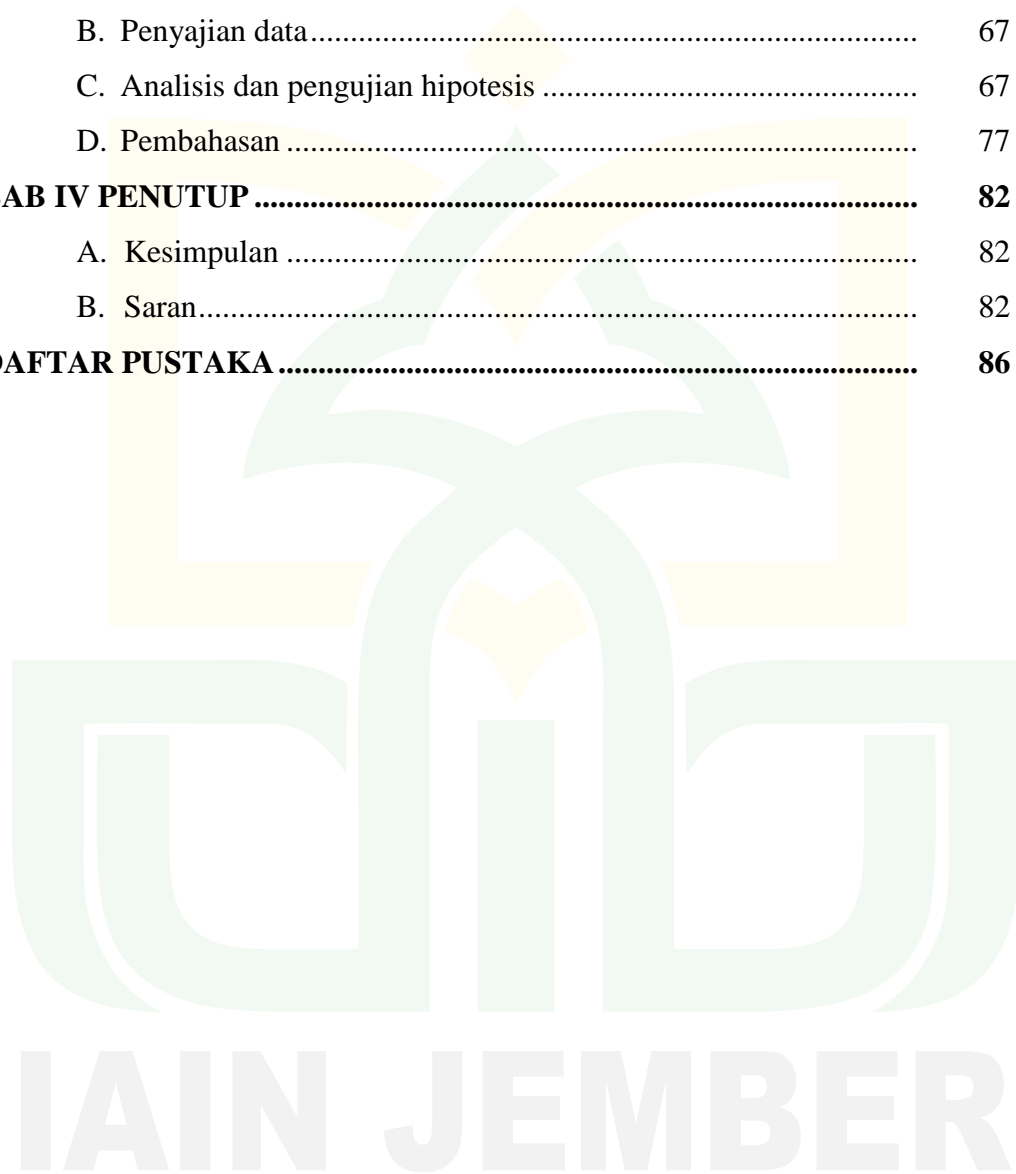 B. Penyajian data............................................................................ 67
C. Analisis dan pengujian hipotesis ............................................... 67
D. Pembahasan ............................................................................... 77
AB IV PENUTUP ................................................................................... 82
A. Kesimpulan ............................................................................... 82
B. Saran.......................................................................................... 82
AFTAR PUSTAKA ................................................................................ 86
IAIN JEMBER